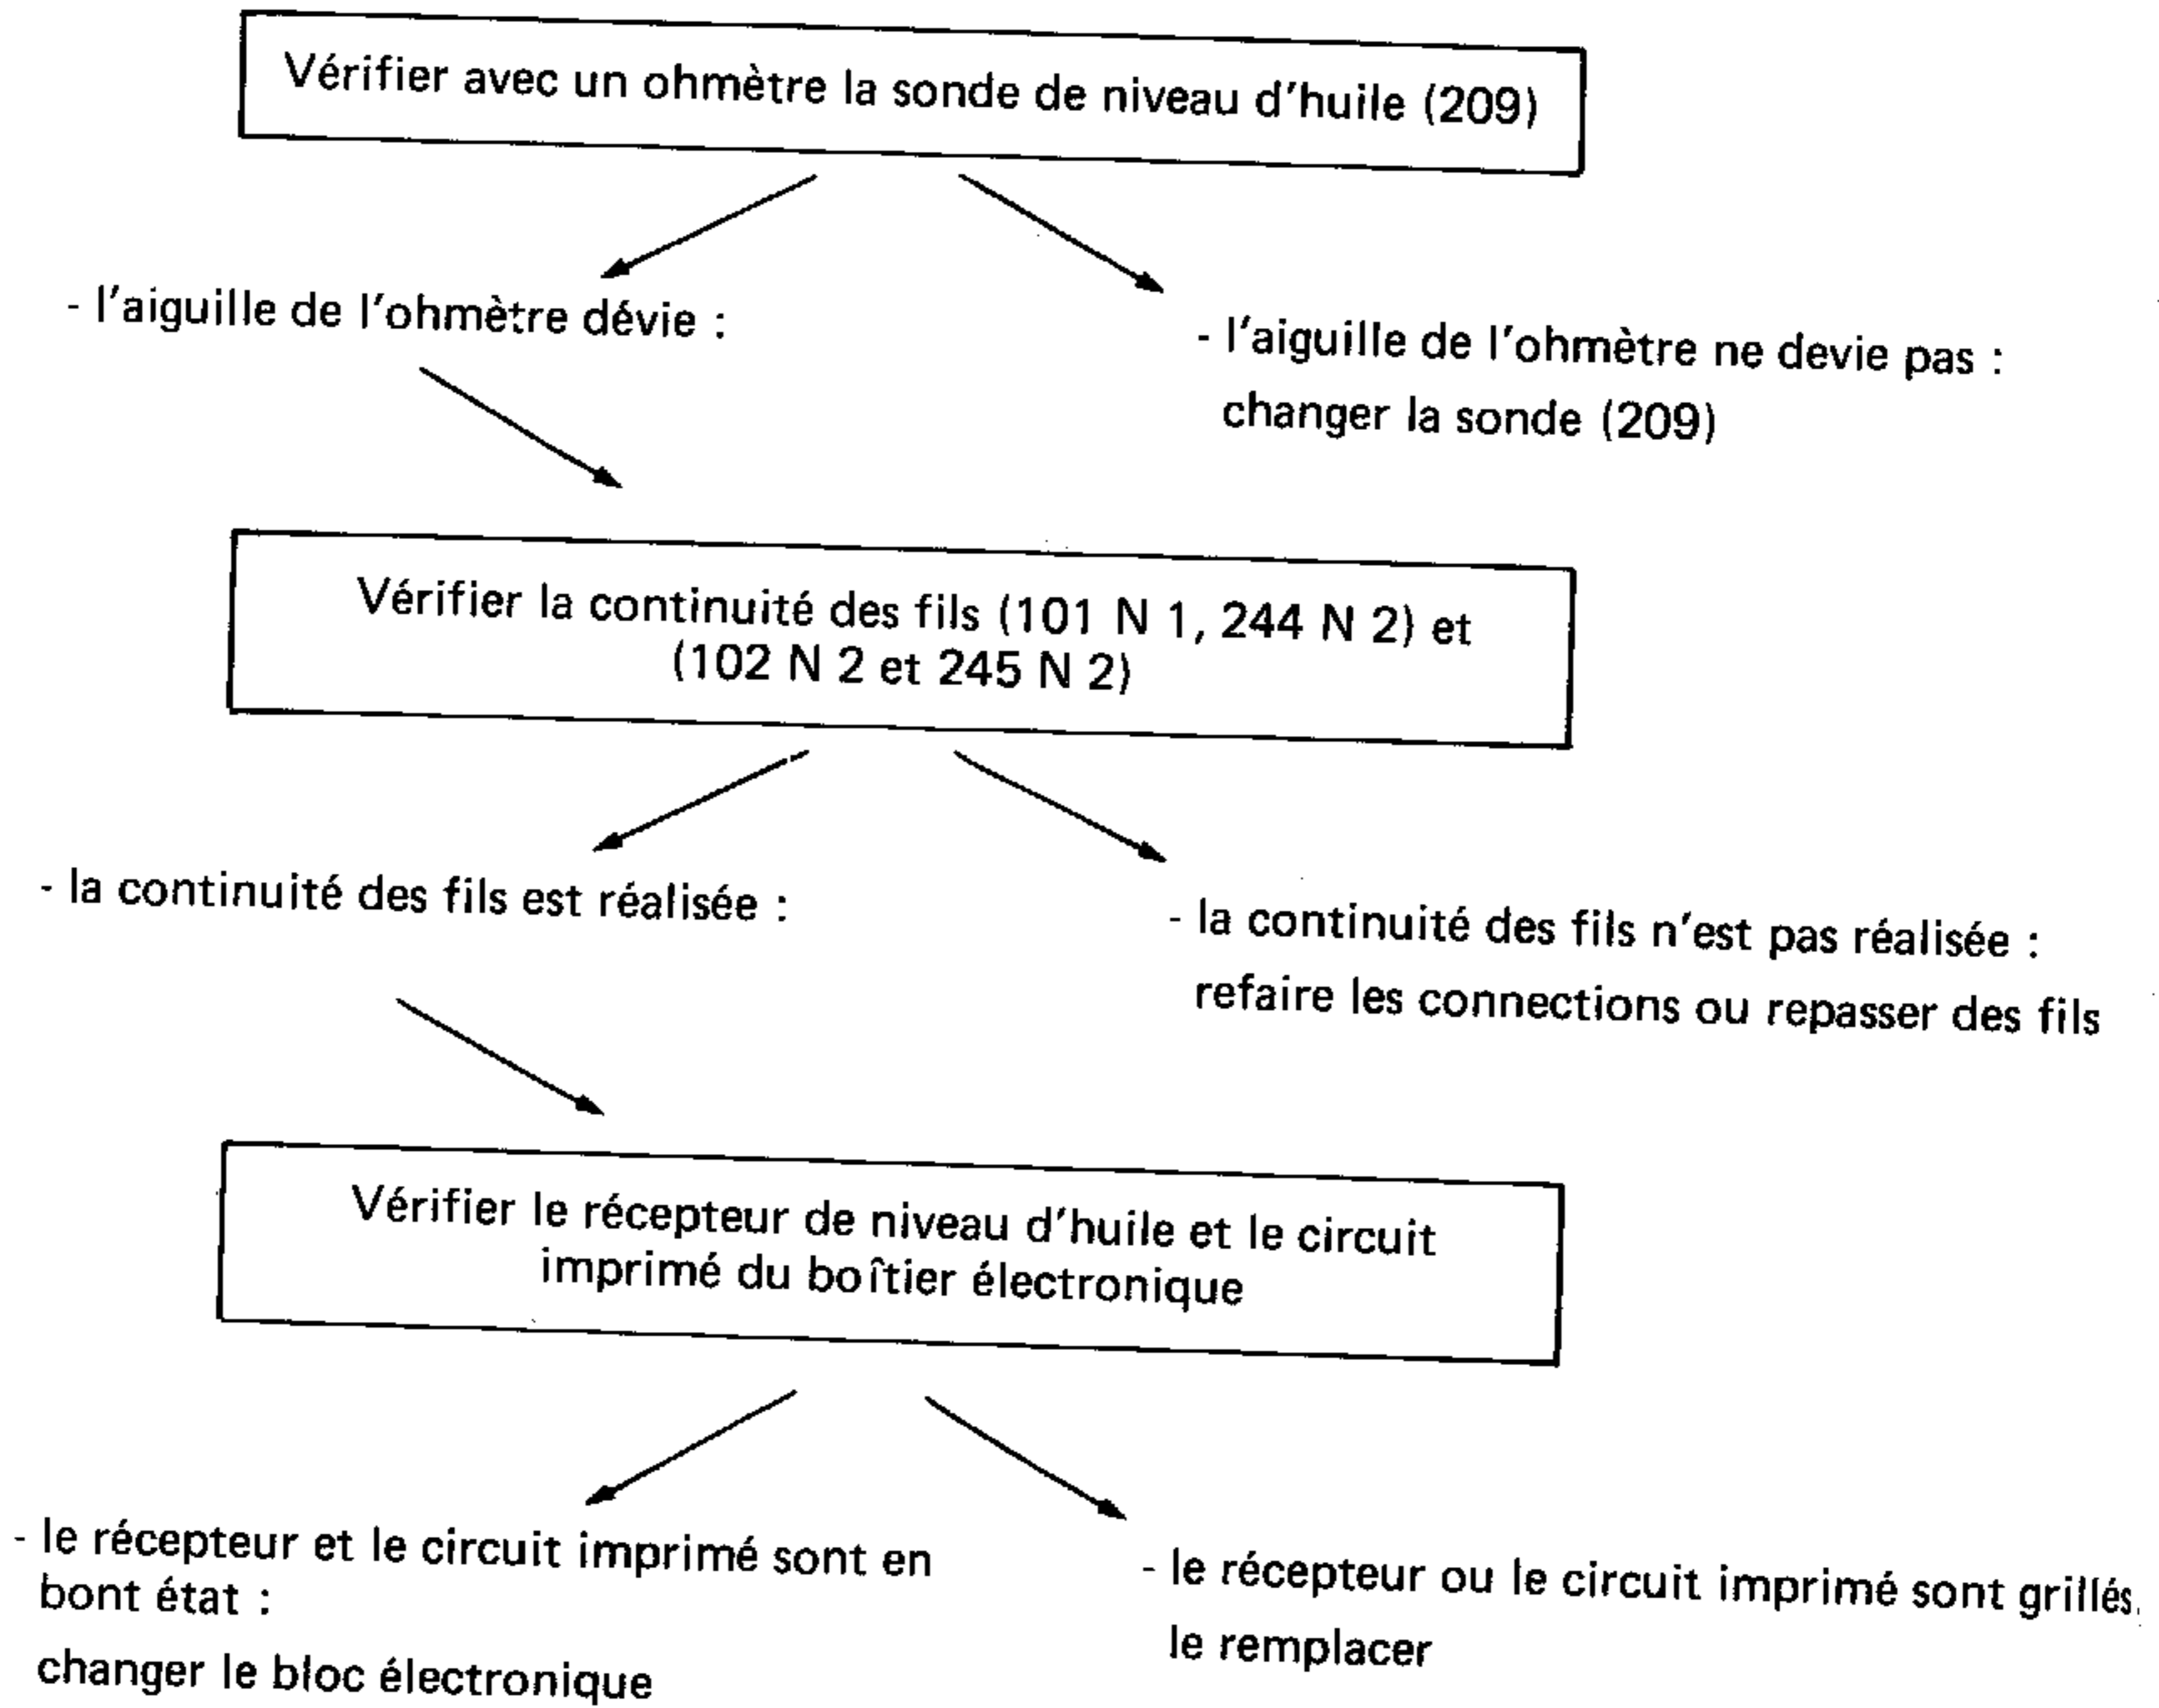 Vérifier avec un ohmètre la sonde de niveau d'huile (209)
- l'aiguille de l'ohmètre dévie :
- l'aiguille de l'ohmètre ne devie pas :
changer la sonde (209)
Vérifier la continuité des fils (101 N 1, 244 N 2) et
(102 N 2 et 245 N 2)
- la continuité des fils est réalisée :
- la continuité des fils n'est pas réalisée :
refaire les connections ou repasser des fils
Vérifier le récepteur de niveau d'huile et le circuit
imprimé du boîtier électronique
- le récepteur et le circuit imprimé sont en
bont état :
changer le bloc électronique
- le récepteur ou le circuit imprimé sont grillés,
le remplacer